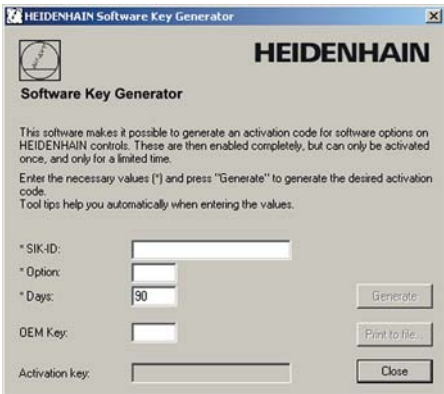 HEIDENHAIN Software Key Generator
HEIDENHAIN
Software Key Generator
This software makes it possible to generate an activation code for software options on
HEIDENHAIN controls. These are then enabled completely, but can only be activated
once, and only for a limited time.
Enter the necessary values (*) and press "Generate" to generate the desired activation
code.
Tool tips help you automatically when entering the values.
* SIK-ID:
* Option:
* Days: 90 Generate
OEM Key: Print to file...
Activation key: Close